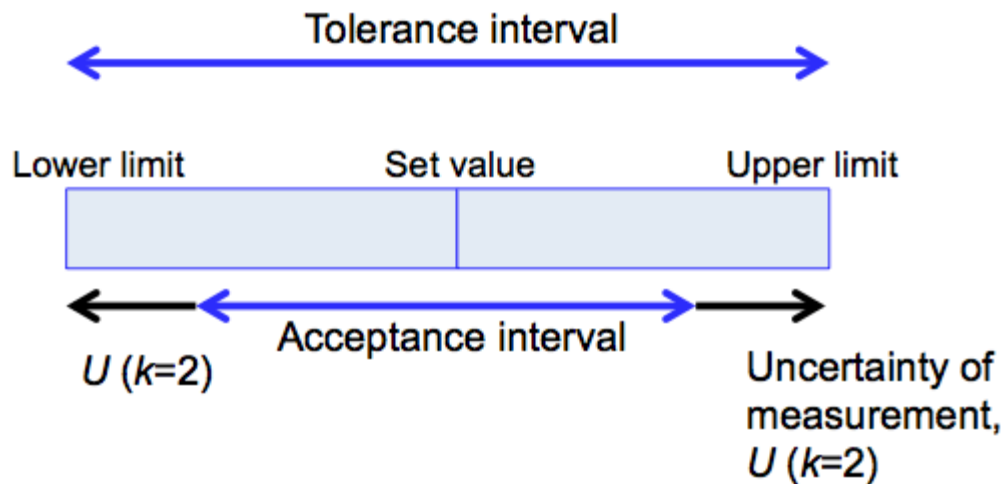 Tolerance interval
Lower limit
Set value
Upper limit
Acceptance interval
U (k=2)
Uncertainty of
measurement,
U (k=2)